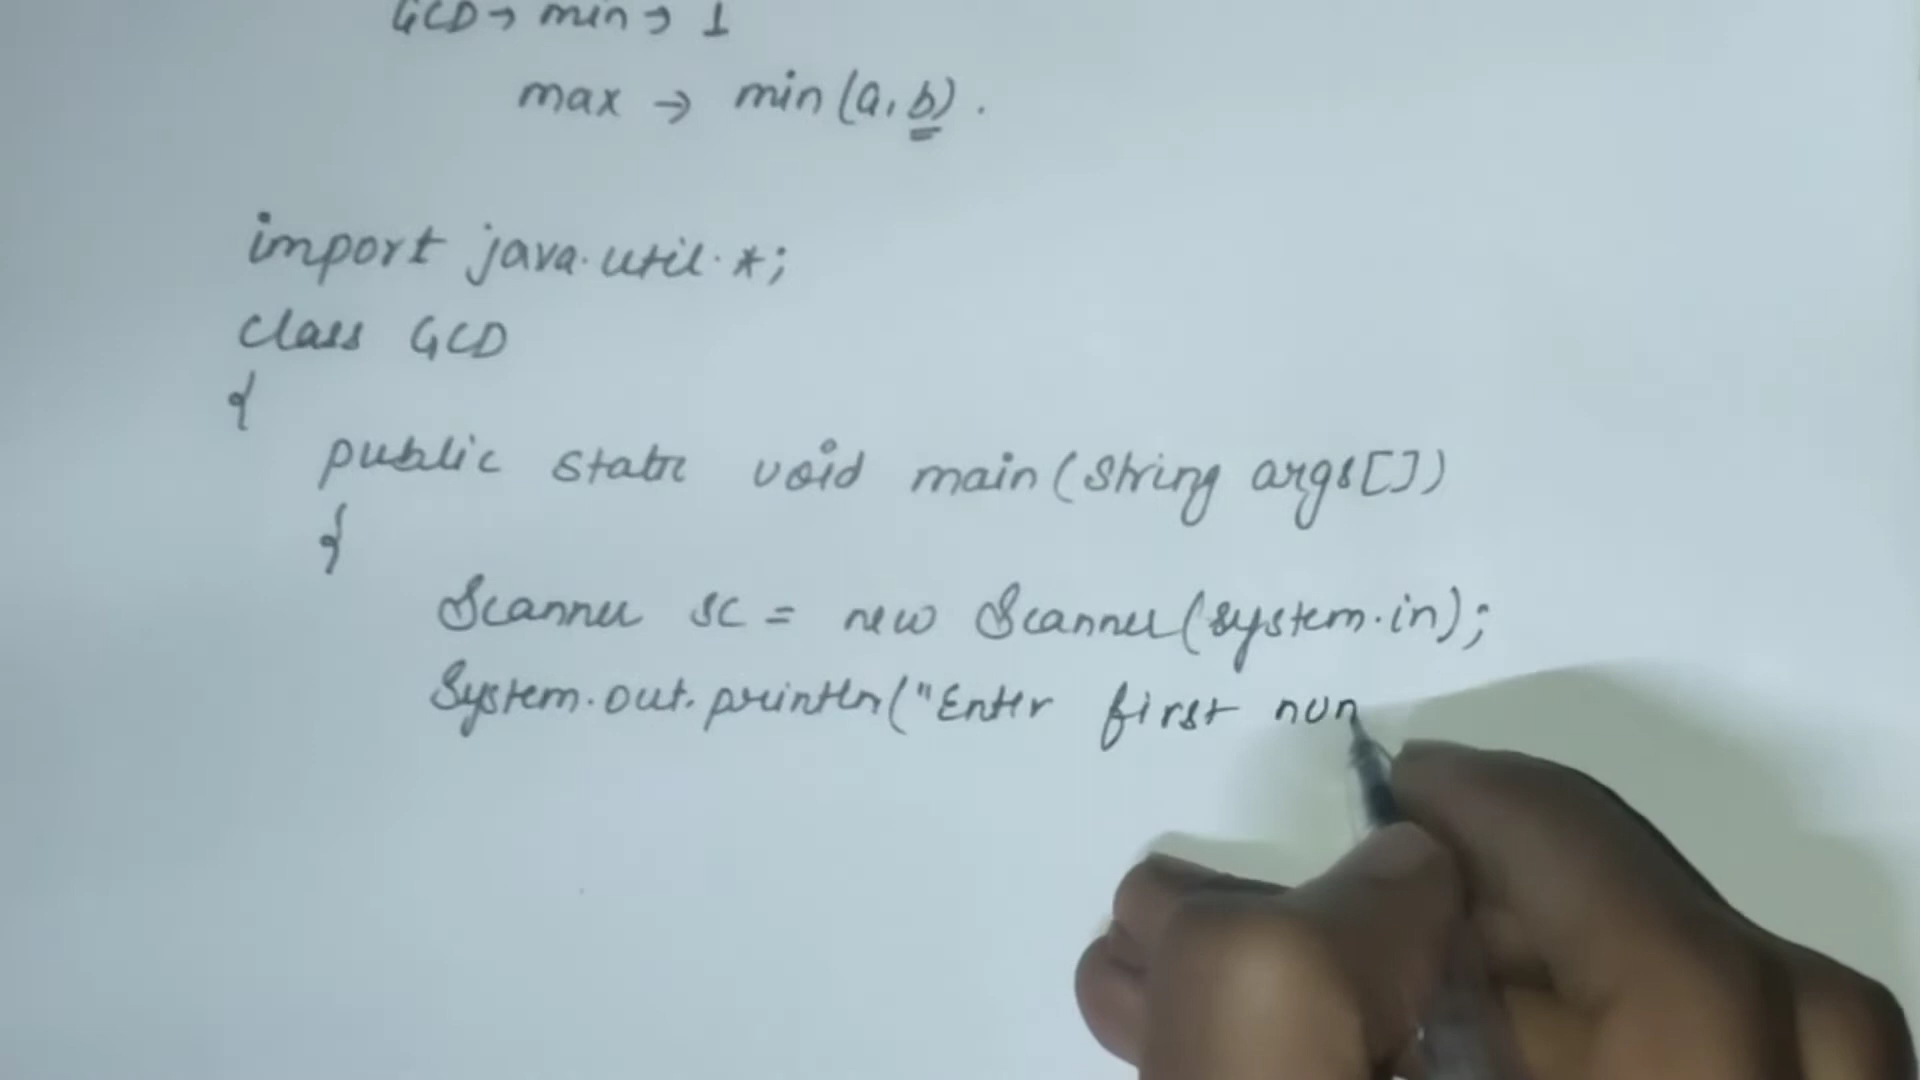 GCD → min → 1
max → min (a, b) .
import java.util.*;
class GCD
{
public static void main (String args[])
{
Scanner sc = new Scanner (System.in);
System.out.println ("Enter first num